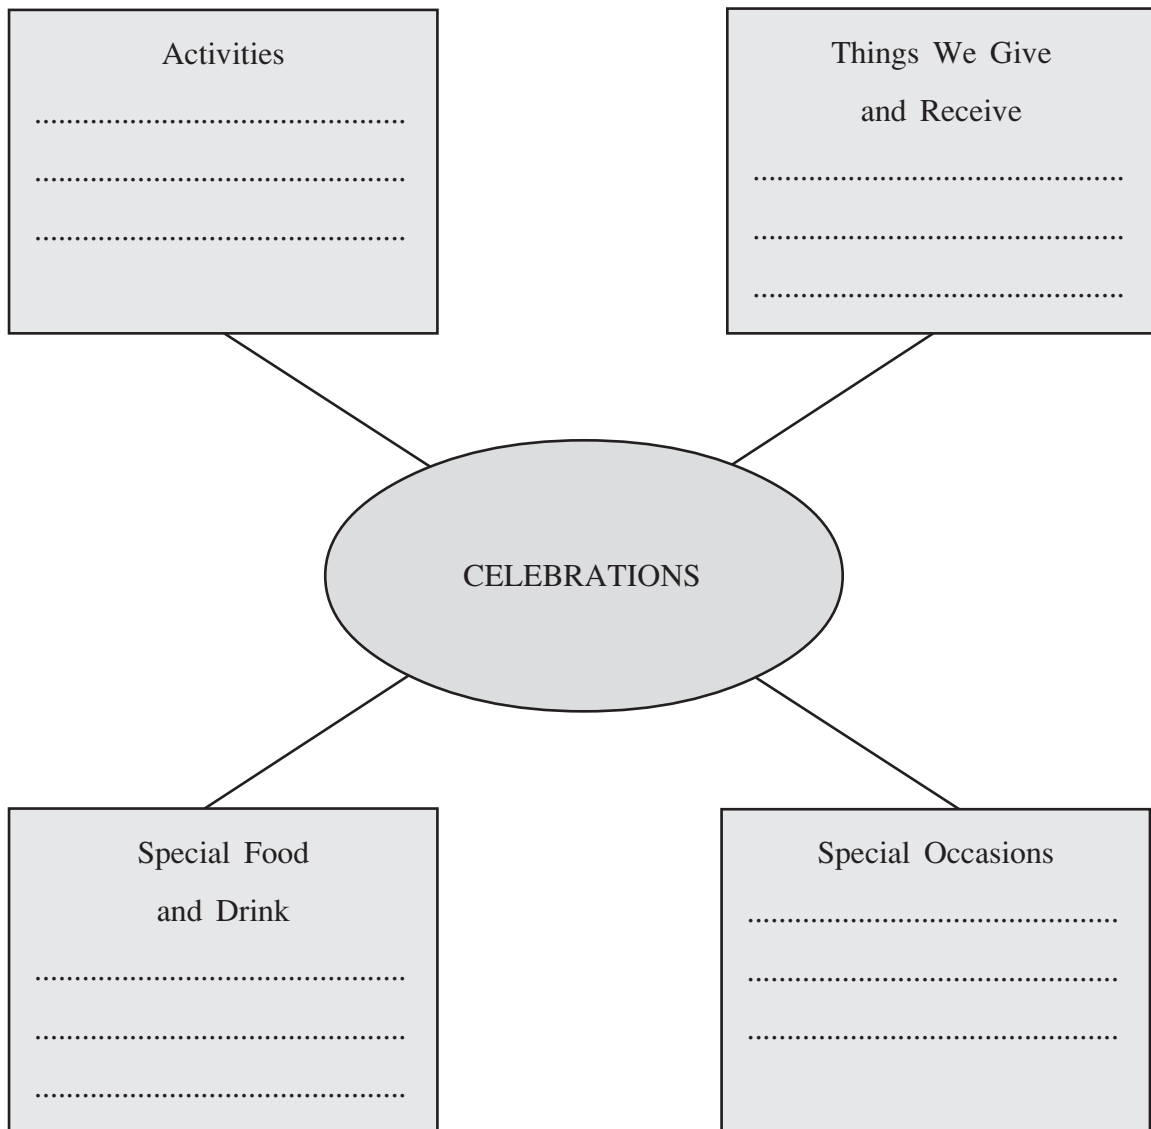 Activities
..............................................
..............................................
..............................................
Things We Give
and Receive
..............................................
..............................................
..............................................
CELEBRATIONS
Special Food
and Drink
..............................................
..............................................
..............................................
Special Occasions
..............................................
..............................................
..............................................